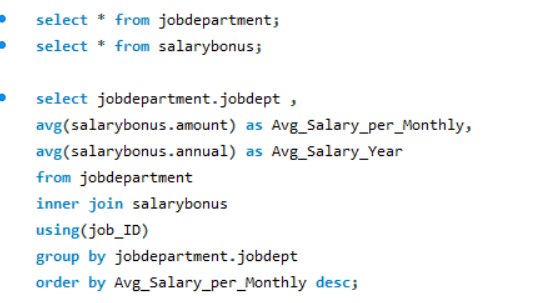 select * from jobdepartment;
select * from salarybonus;
select jobdepartment.jobdept ,
avg(salarybonus.amount) as Avg_Salary_per_Monthly,
avg(salarybonus.annual) as Avg_Salary_Year
from jobdepartment
inner join salarybonus
using(job_ID)
group by jobdepartment.jobdept
order by Avg_Salary_per_Monthly desc;